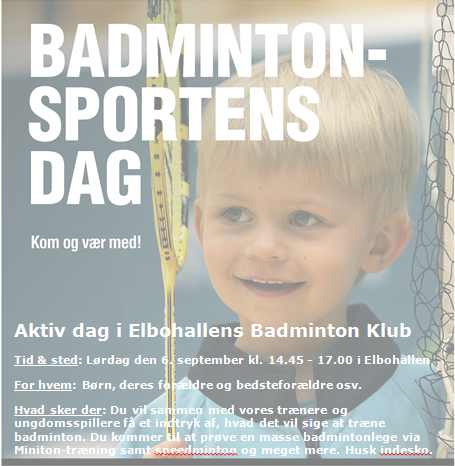 BADMINTON-
SPORTENS
DAG
Kom og vær med!
Aktiv dag i Elbohallens Badminton Klub
Tid & sted: Lørdag den 6. september kl. 14.45 - 17.00 i Elbohallen
For hvem: Børn, deres forældre og bedsteforældre osv.
Hvad sker der: Du vil sammen med vores trænere og
ungdomsspillere få et indtryk af, hvad det vil sige at træne
badminton. Du kommer til at prøve en masse badmintonlege via
Miniton-træning samt speedminton og meget mere. Husk indesko.